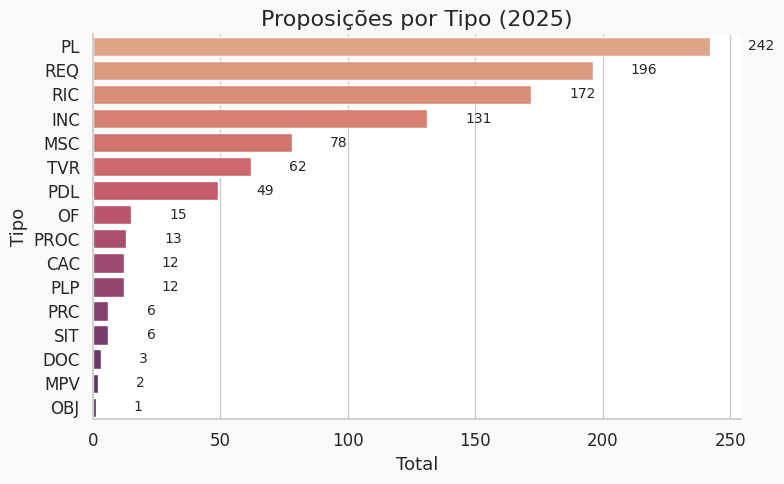 Proposições por Tipo (2025)
PL 242
REQ 196
RIC 172
INC 131
MSC 78
TVR 62
PDL 49
OF 15
PROC 13
CAC 12
PLP 12
PRC 6
SIT 6
DOC 3
MPV 2
OBJ 1
Tipo
0 50 100 150 200 250
Total